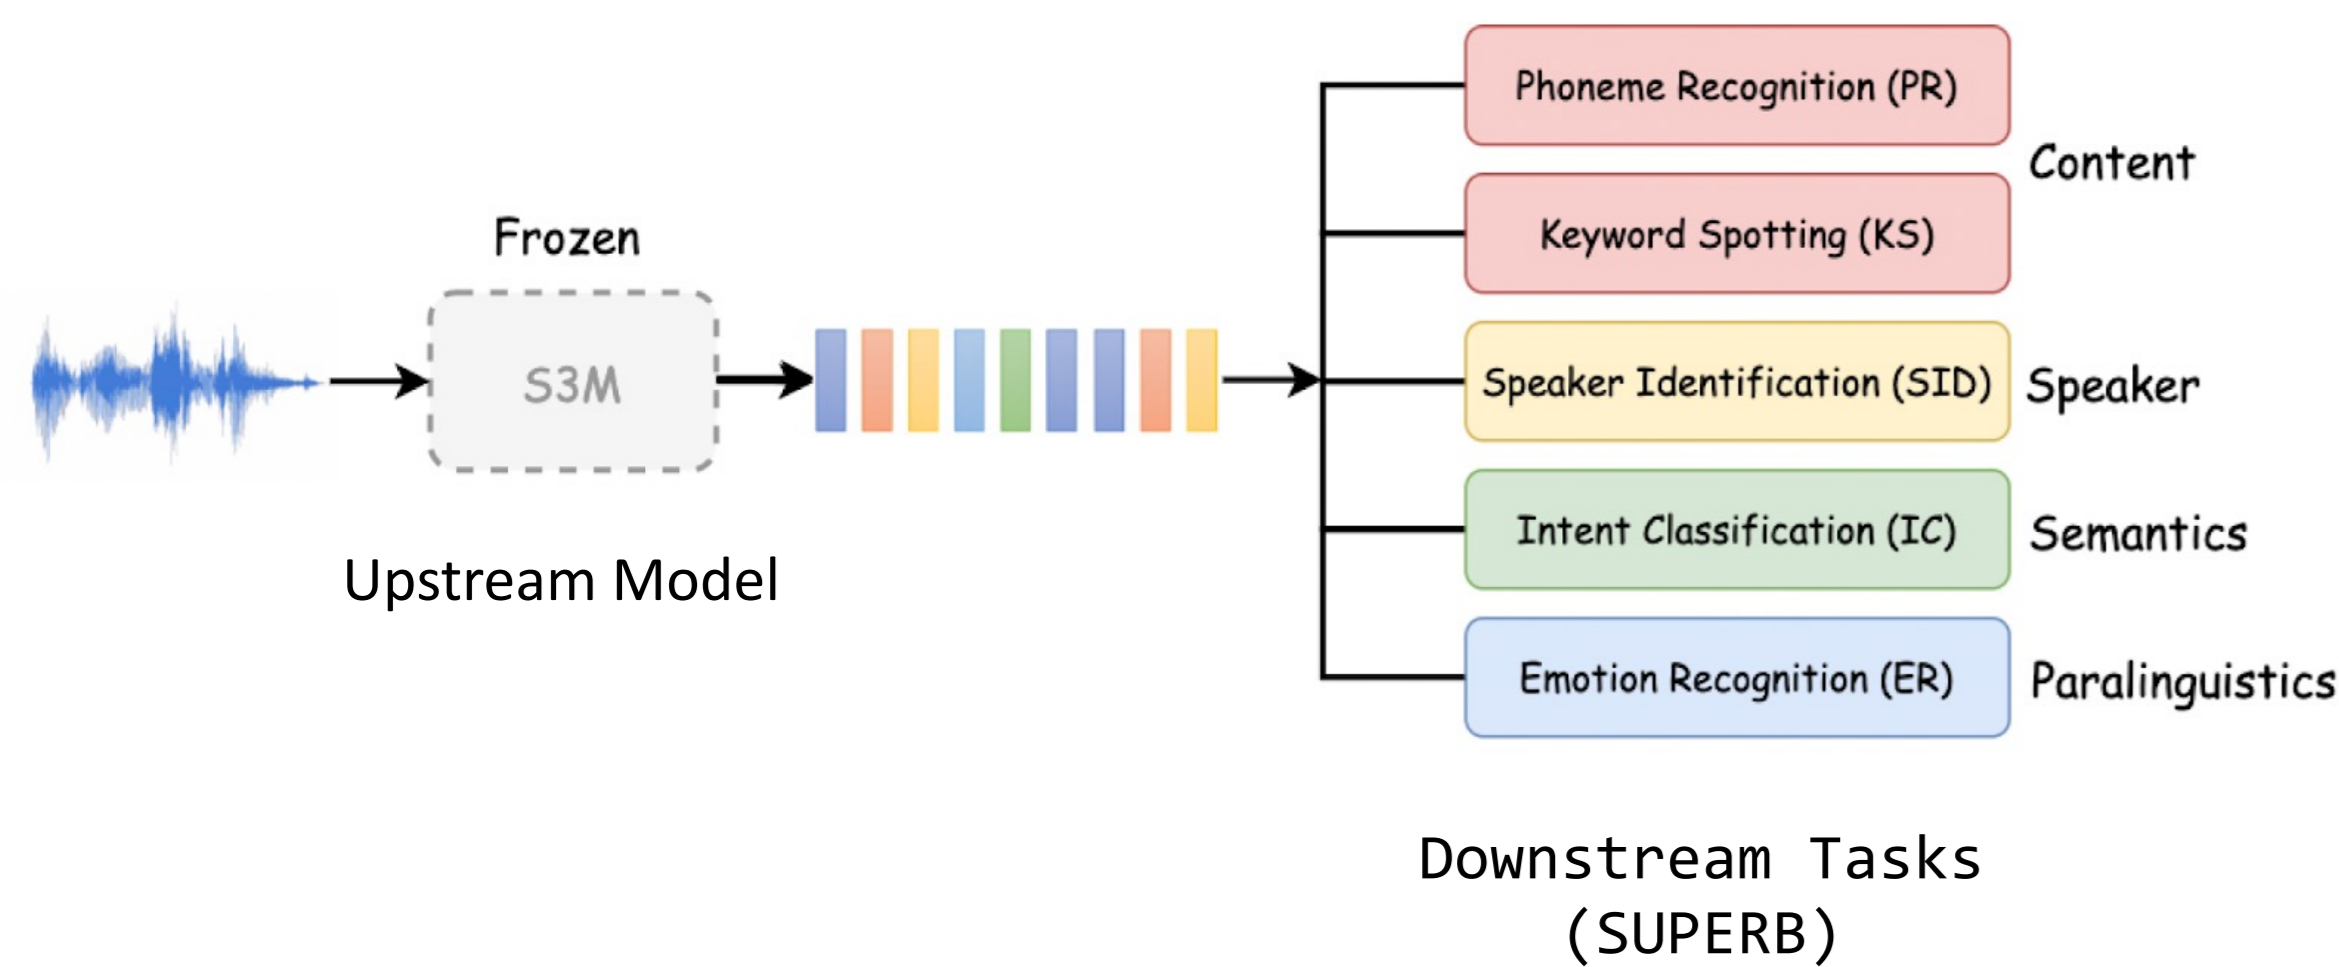 Frozen
S3M
Upstream Model
Phoneme Recognition (PR)
Keyword Spotting (KS)
Content
Speaker Identification (SID)
Speaker
Intent Classification (IC)
Semantics
Emotion Recognition (ER)
Paralinguistics
Downstream Tasks
(SUPERB)